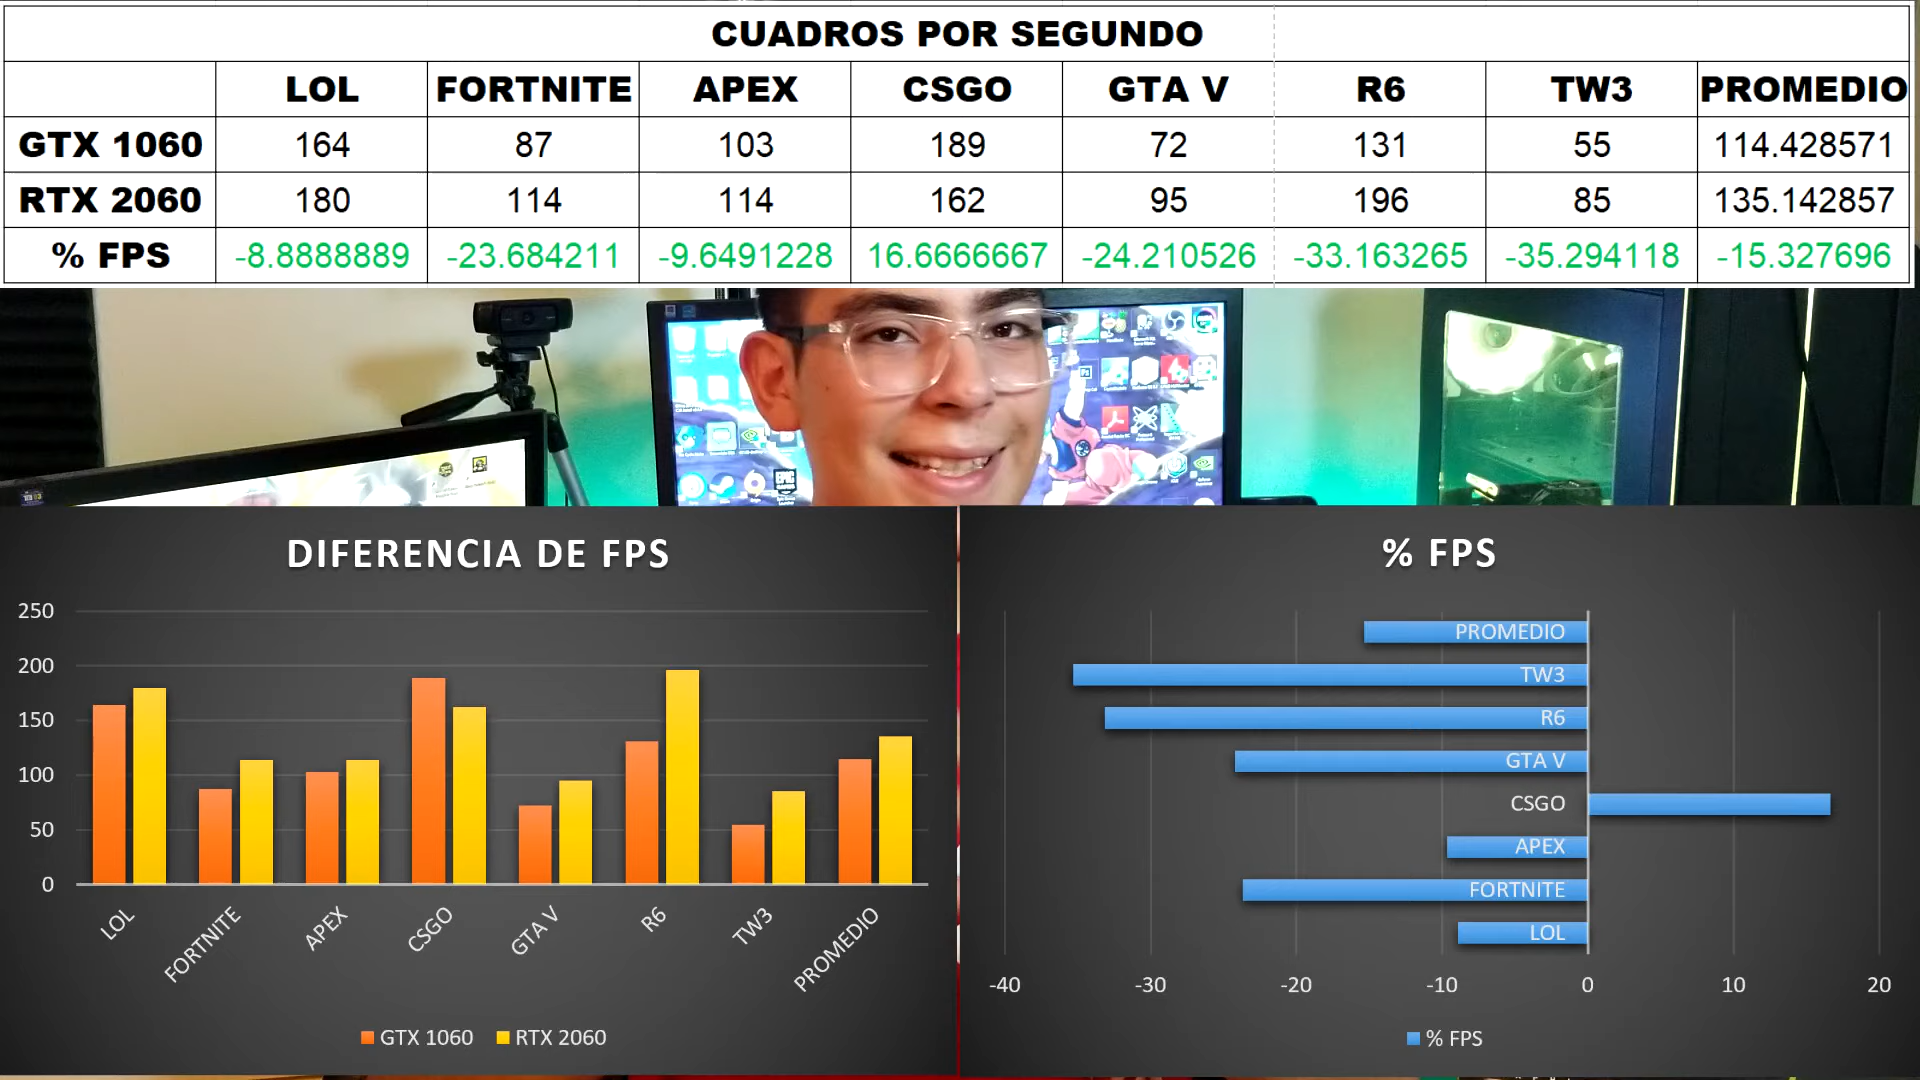 CUADROS POR SEGUNDO
LOL FORTNITE APEX CSGO GTA V R6 TW3 PROMEDIO
GTX 1060 164 87 103 189 72 131 55 114.428571
RTX 2060 180 114 114 162 95 196 85 135.142857
% FPS -8.8888889 -23.684211 -9.6491228 16.6666667 -24.210526 -33.163265 -35.294118 -15.327696
EPIC
DIFERENCIA DE FPS
250
200
150
100
50
0
LOL FORTNITE APEX CSGO GTA V R6 TW3 PROMEDIO
GTX 1060 RTX 2060
% FPS
PROMEDIO
TW3
R6
GTA V
CSGO
APEX
FORTNITE
LOL
-40 -30 -20 -10 0 10 20
% FPS